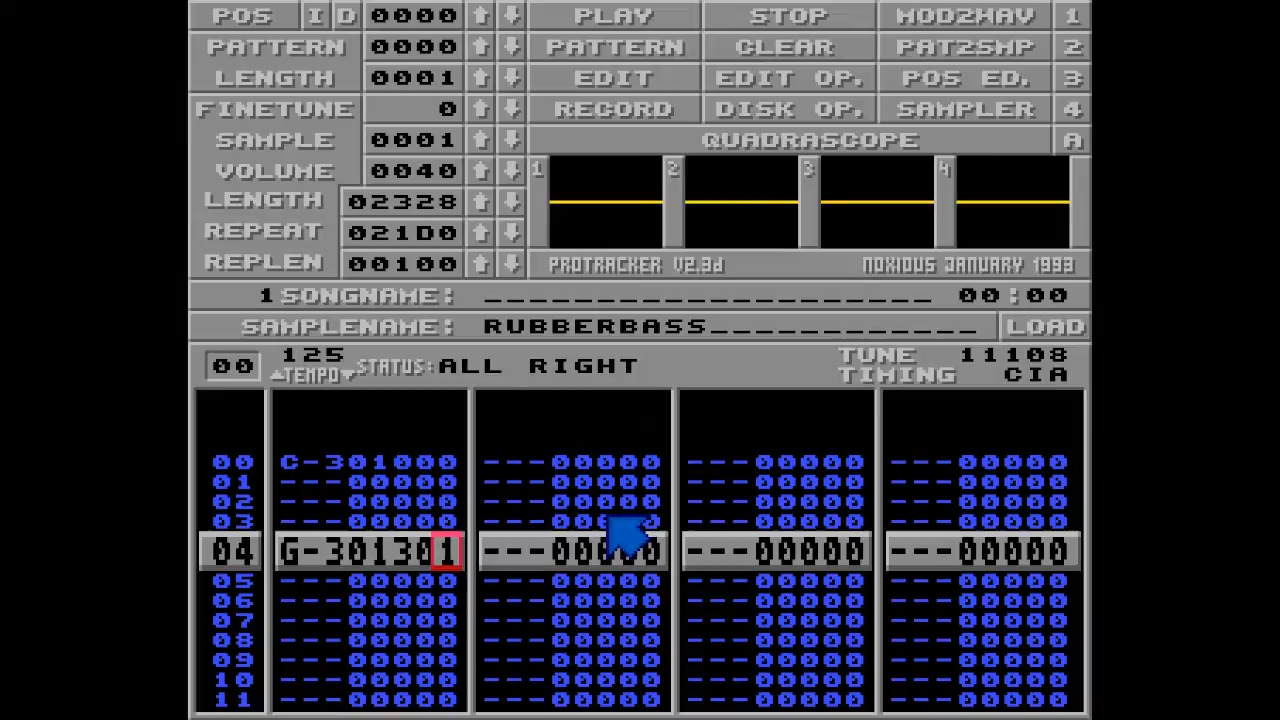 POS I D 0000 PLAY STOP MOD2WAV 1
PATTERN 0000 PATTERN CLEAR PAT2SMP 2
LENGTH 0001 EDIT EDIT OP. POS ED. 3
FINETUNE 0 RECORD DISK OP. SAMPLER 4
SAMPLE 0001 QUADRASCOPE A
VOLUME 0040 1 2 3 4
LENGTH 02328
REPEAT 021D0
REPLEN 00100 PROTRACKER V2.3d NOXIOUS JANUARY 1993
1 SONGNAME: ____________________ 00:00
SAMPLENAME: RUBBERBASS____________ LOAD
00 125 TEMPO STATUS: ALL RIGHT TUNE 11108
TIMING CIA
00 C-301000 ---00000 ---00000 ---00000
01 ---00000 ---00000 ---00000 ---00000
02 ---00000 ---00000 ---00000 ---00000
03 ---00000 ---00000 ---00000 ---00000
04 G-301301 ---00000 ---00000 ---00000
05 ---00000 ---00000 ---00000 ---00000
06 ---00000 ---00000 ---00000 ---00000
07 ---00000 ---00000 ---00000 ---00000
08 ---00000 ---00000 ---00000 ---00000
09 ---00000 ---00000 ---00000 ---00000
10 ---00000 ---00000 ---00000 ---00000
11 ---00000 ---00000 ---00000 ---00000